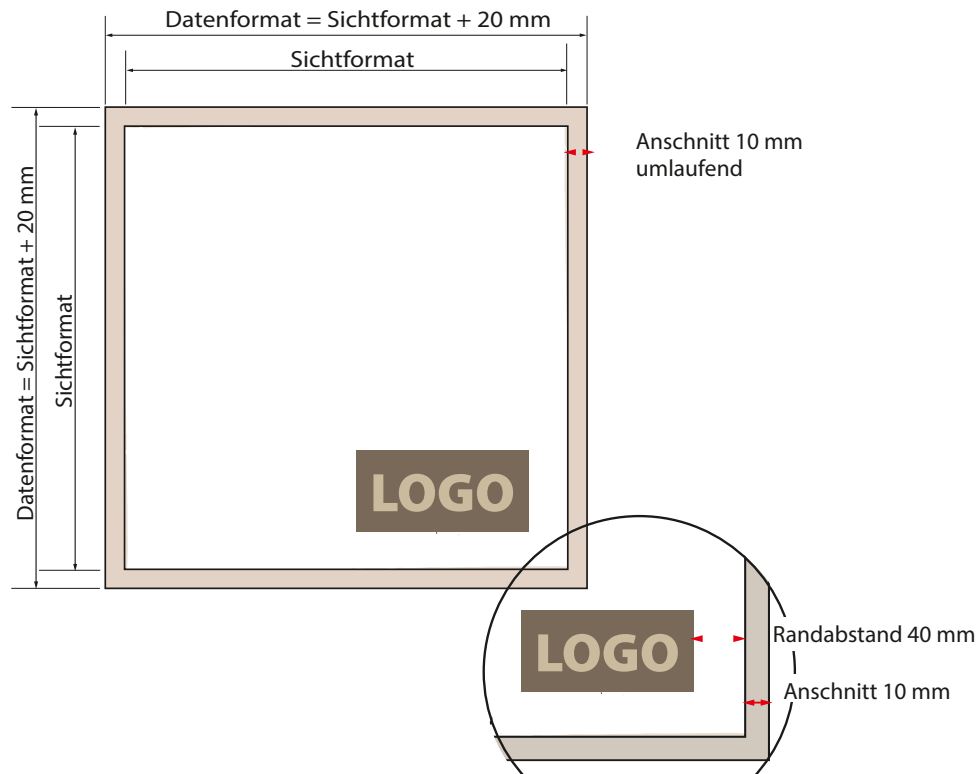 Datenformat = Sichtformat + 20 mm
Sichtformat
Anschnitt 10 mm
umlaufend
Datenformat = Sichtformat + 20 mm
Sichtformat
LOGO
LOGO
Randabstand 40 mm
Anschnitt 10 mm